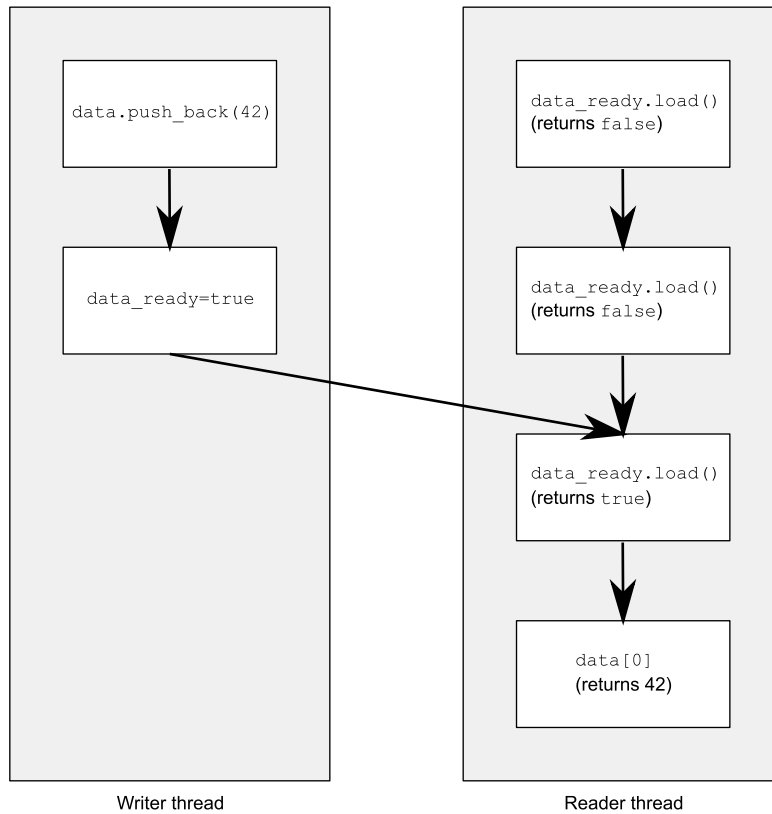 data.push_back(42)
data_ready=true
Writer thread
data_ready.load()
(returns false)
data_ready.load()
(returns false)
data_ready.load()
(returns true)
data[0]
(returns 42)
Reader thread